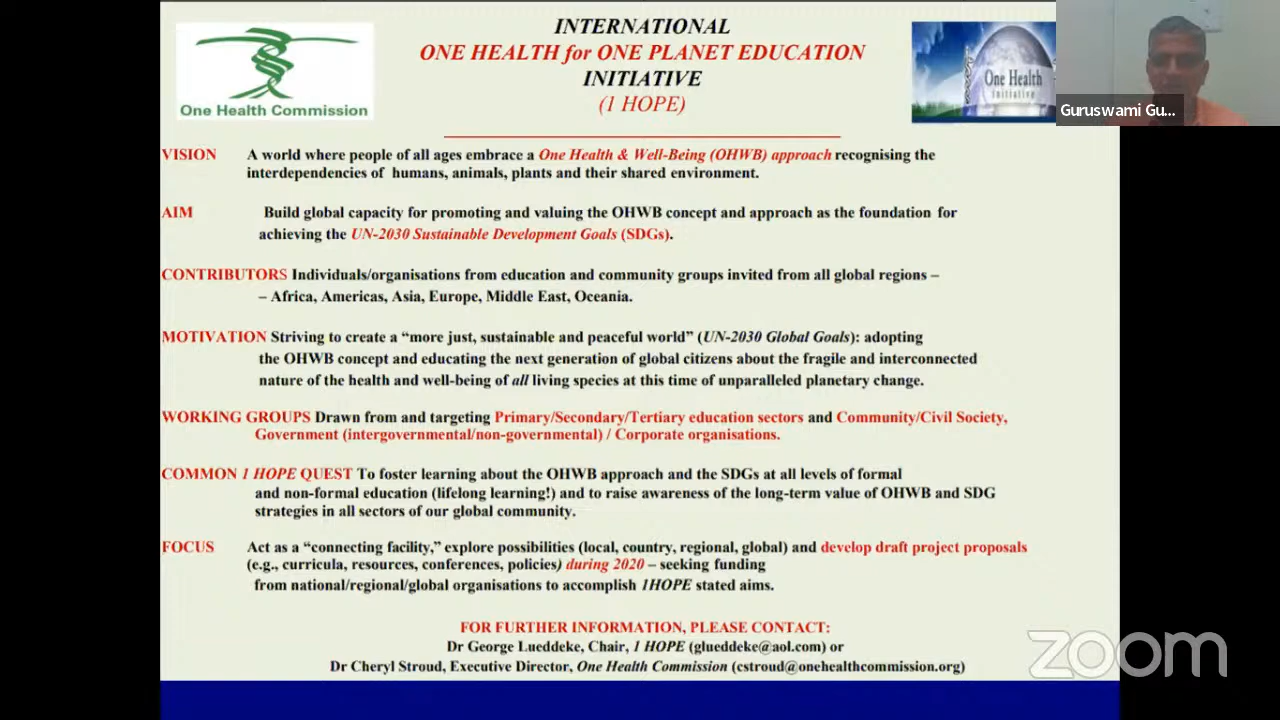 INTERNATIONAL
ONE HEALTH for ONE PLANET EDUCATION
INITIATIVE
(1 HOPE)
One Health Commission
One Health
initiative
Guruswami Gu...
VISION A world where people of all ages embrace a One Health & Well-Being (OHWB) approach recognising the
interdependencies of humans, animals, plants and their shared environment.
AIM Build global capacity for promoting and valuing the OHWB concept and approach as the foundation for
achieving the UN-2030 Sustainable Development Goals (SDGs).
CONTRIBUTORS Individuals/organisations from education and community groups invited from all global regions –
– Africa, Americas, Asia, Europe, Middle East, Oceania.
MOTIVATION Striving to create a “more just, sustainable and peaceful world” (UN-2030 Global Goals): adopting
the OHWB concept and educating the next generation of global citizens about the fragile and interconnected
nature of the health and well-being of all living species at this time of unparalleled planetary change.
WORKING GROUPS Drawn from and targeting Primary/Secondary/Tertiary education sectors and Community/Civil Society,
Government (intergovernmental/non-governmental) / Corporate organisations.
COMMON 1 HOPE QUEST To foster learning about the OHWB approach and the SDGs at all levels of formal
and non-formal education (lifelong learning!) and to raise awareness of the long-term value of OHWB and SDG
strategies in all sectors of our global community.
FOCUS Act as a “connecting facility,” explore possibilities (local, country, regional, global) and develop draft project proposals
(e.g., curricula, resources, conferences, policies) during 2020 – seeking funding
from national/regional/global organisations to accomplish 1HOPE stated aims.
FOR FURTHER INFORMATION, PLEASE CONTACT:
Dr George Lueddeke, Chair, 1 HOPE (glueddeke@aol.com) or
Dr Cheryl Stroud, Executive Director, One Health Commission (cstroud@onehealthcommission.org)
zoom